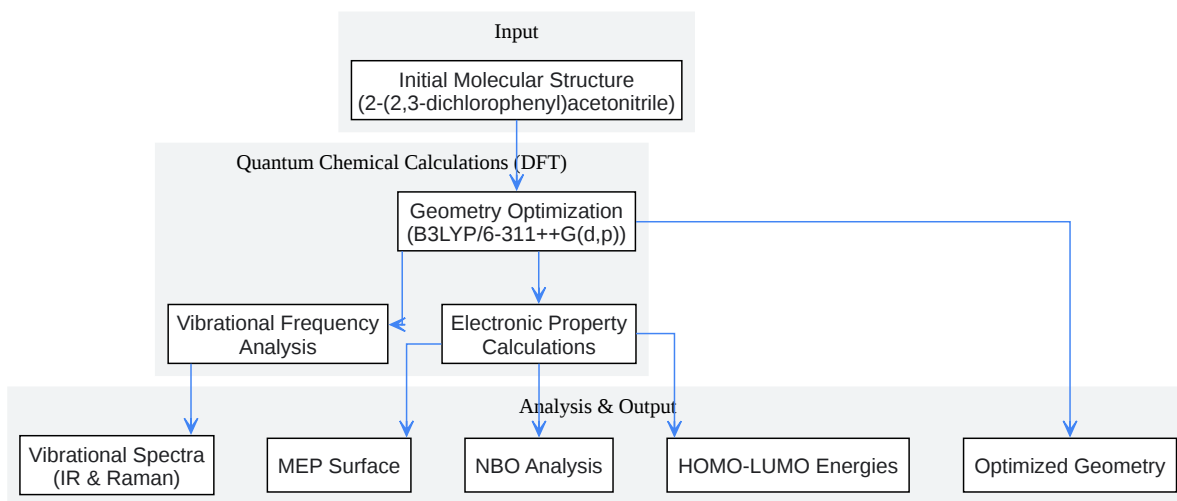 Input
Initial Molecular Structure
(2-(2,3-dichlorophenyl)acetonitrile)
Quantum Chemical Calculations (DFT)
Geometry Optimization
(B3LYP/6-311++G(d,p))
Vibrational Frequency
Analysis
Electronic Property
Calculations
Analysis & Output
Vibrational Spectra
(IR & Raman)
MEP Surface
NBO Analysis
HOMO-LUMO Energies
Optimized Geometry